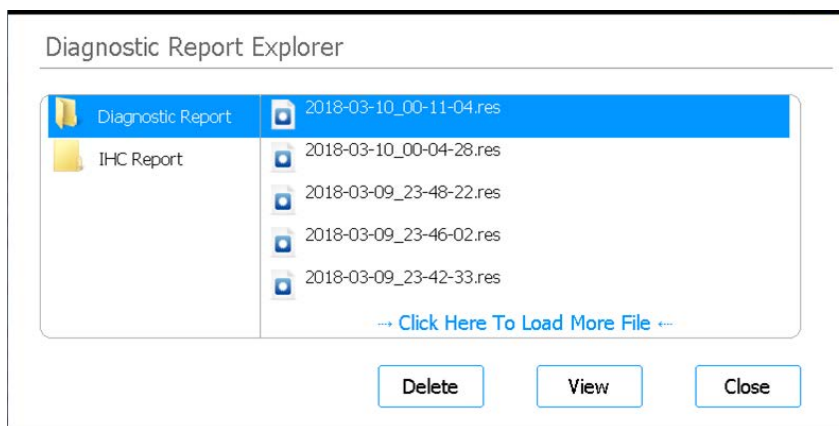 Diagnostic Report Explorer
Diagnostic Report
2018-03-10_00-11-04.res
IHC Report
2018-03-10_00-04-28.res
2018-03-09_23-48-22.res
2018-03-09_23-46-02.res
2018-03-09_23-42-33.res
⤍ Click Here To Load More File ⤌
Delete
View
Close